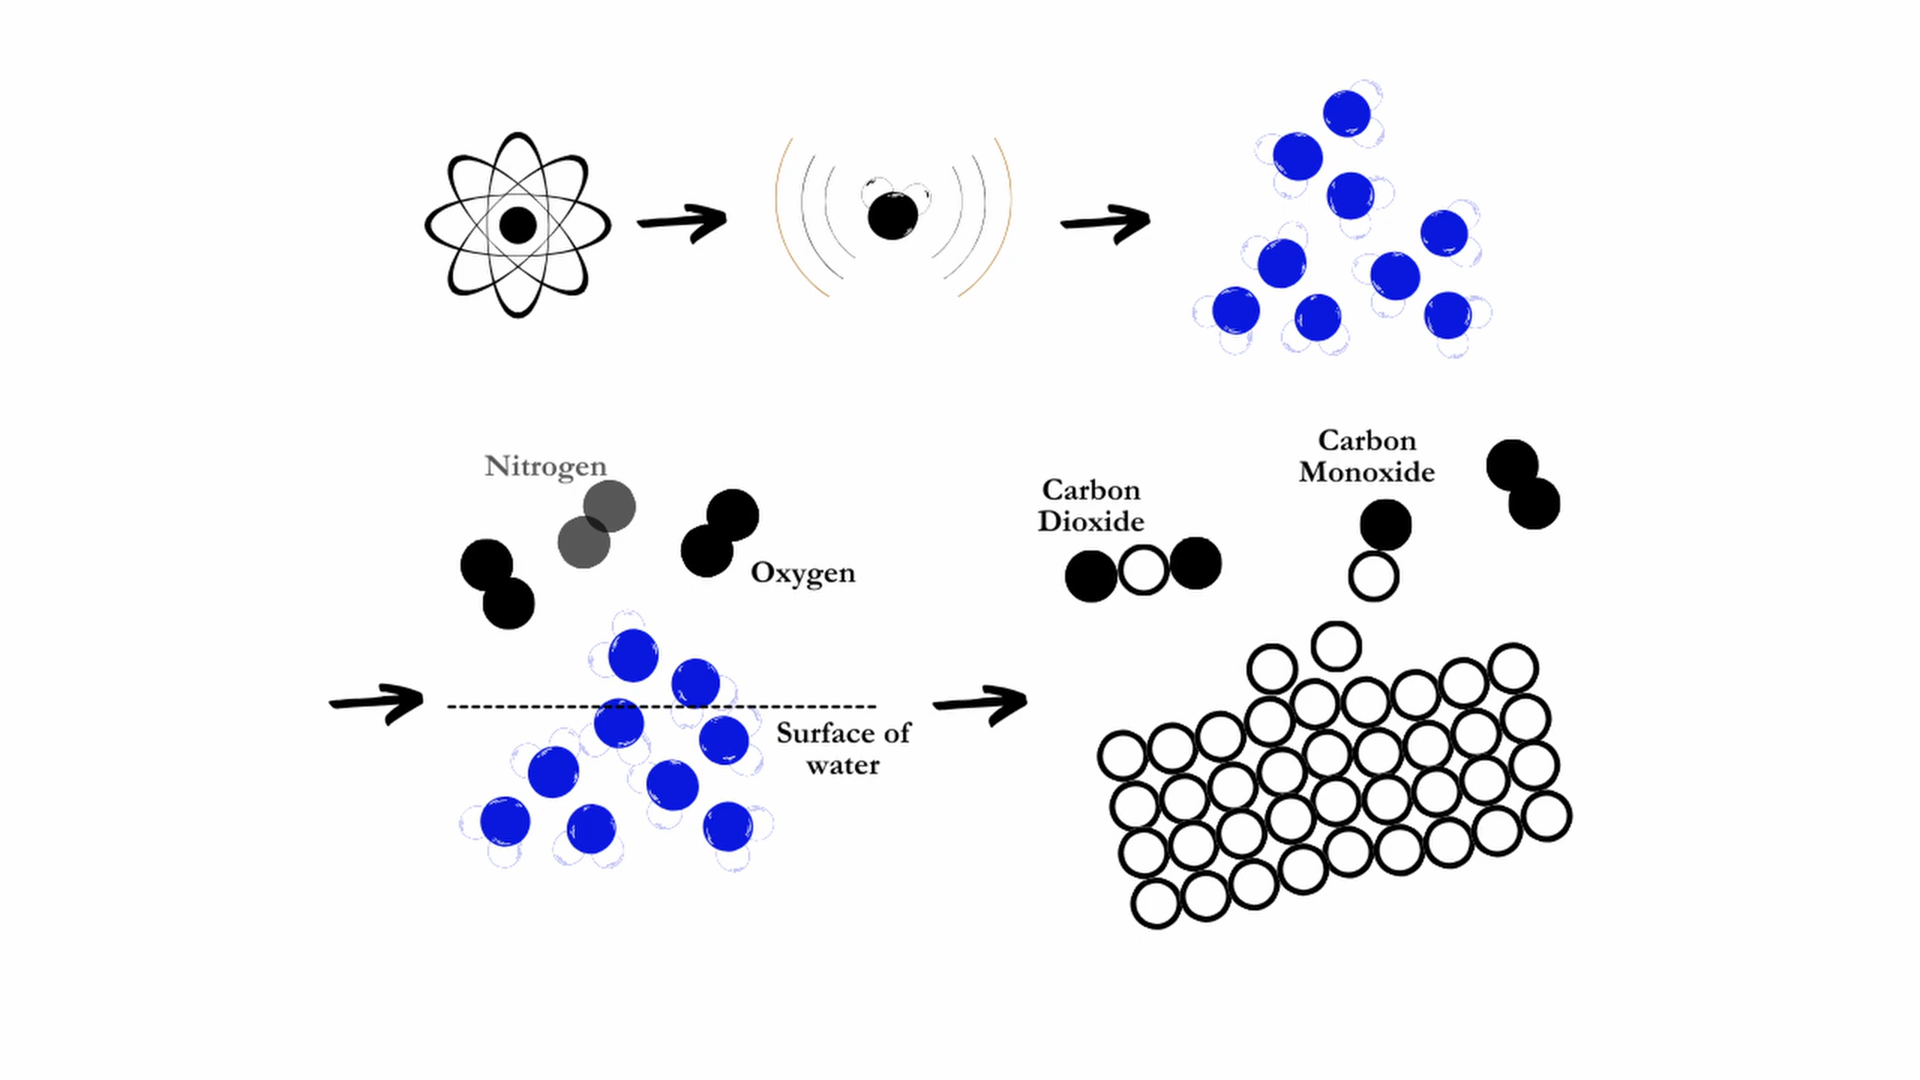 Nitrogen
Oxygen
Surface of
water
Carbon
Dioxide
Carbon
Monoxide